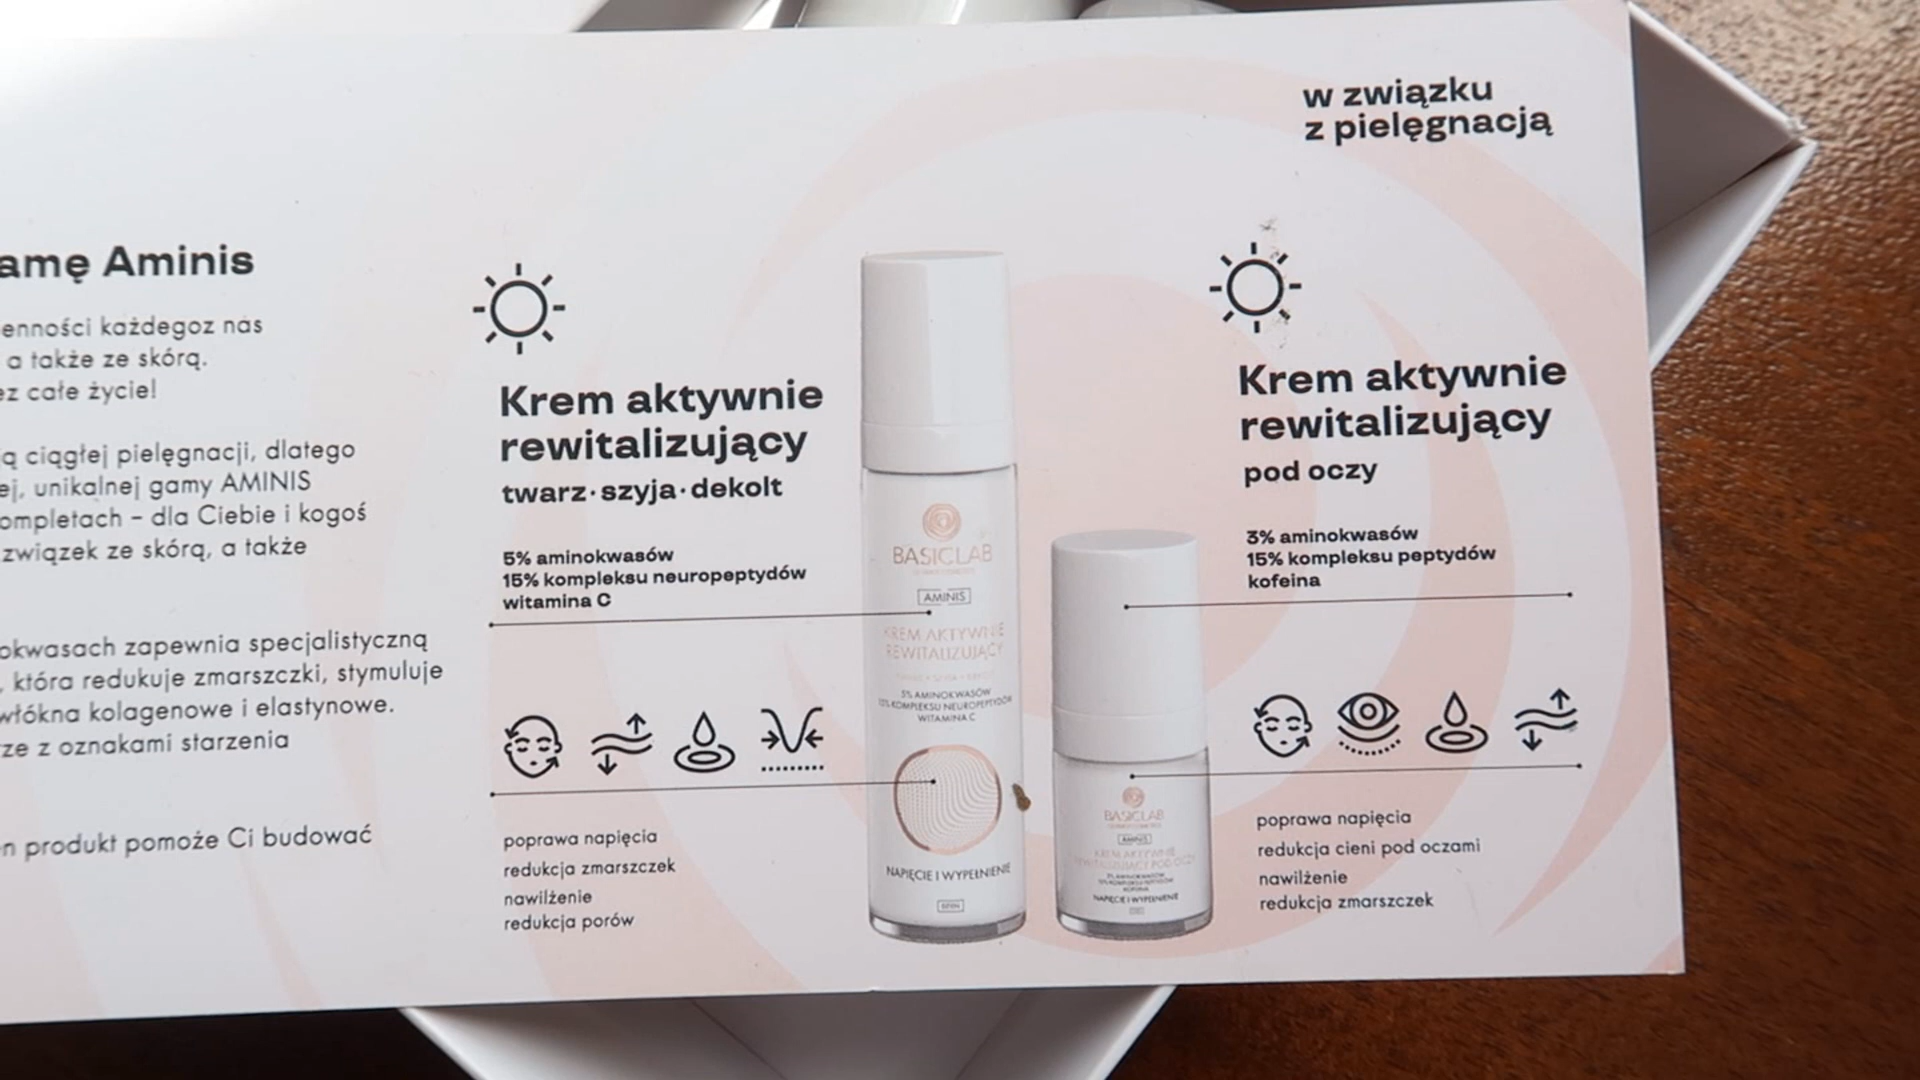 w związku
z pielęgnacją
amę Aminis
enności każdegoz nas
a także ze skórą.
ez całe życie!
ą ciągłej pielęgnacji, dlatego
ej, unikalnej gamy AMINIS
ompletach – dla Ciebie i kogoś
związek ze skórą, a także
okwasach zapewnia specjalistyczną
, która redukuje zmarszczki, stymuluje
włókna kolagenowe i elastynowe.
ze z oznakami starzenia
n produkt pomoże Ci budować
Krem aktywnie
rewitalizujący
twarz·szyja·dekolt
5% aminokwasów
15% kompleksu neuropeptydów
witamina C
poprawa napięcia
redukcja zmarszczek
nawilżenie
redukcja porów
BASICLAB
AMINIS
KREM AKTYWNIE
REWITALIZUJĄCY
5% AMINOKWASÓW
15% KOMPLEKSU NEUROPEPTYDÓW
WITAMINA C
NAPIĘCIE I WYPEŁNIENIE
BASICLAB
AMINIS
KREM AKTYWNIE
REWITALIZUJĄCY POD OCZY
NAPIĘCIE I WYPEŁNIENIE
Krem aktywnie
rewitalizujący
pod oczy
3% aminokwasów
15% kompleksu peptydów
kofeina
poprawa napięcia
redukcja cieni pod oczami
nawilżenie
redukcja zmarszczek